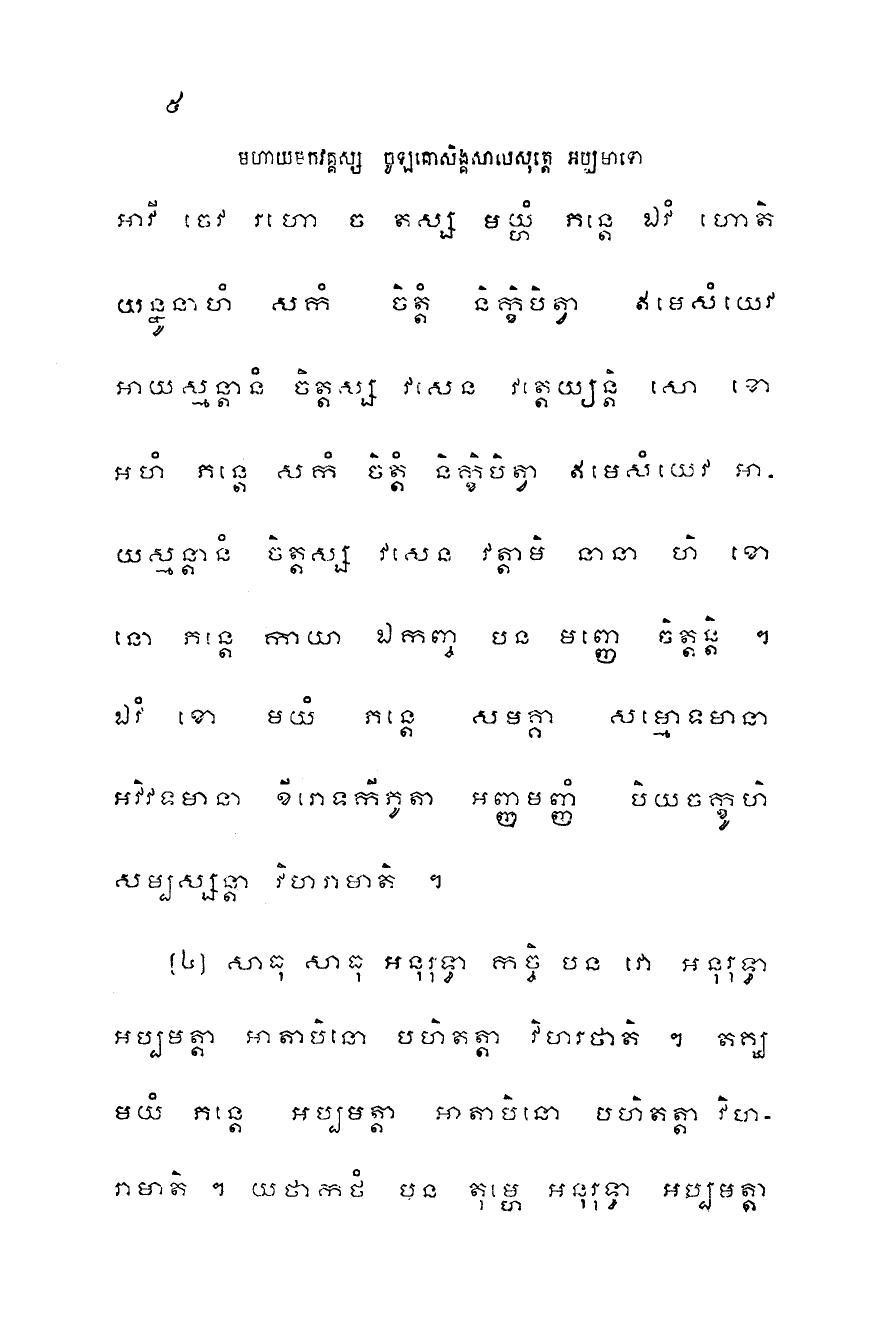 ៥
មហាយមកវគ្គស្ស ចូឡគោសិង្គសាលសុត្តេ អប្បមាទោ
អាវី ចេវ រហោ ច តស្ស មយ្ហំ ភន្តេ ឯវំ ហោតិ
យន្នូនាហំ សកំ ចិត្តំ និក្ខិបិត្វា ឥមេសំយេវ
អាយស្មន្តានំ ចិត្តស្ស វសេន វត្តេយ្យន្តិ សោ ខោ
អហំ ភន្តេ សកំ ចិត្តំ និក្ខិបិត្វា ឥមេសំយេវ អា-
យស្មន្តានំ ចិត្តស្ស វសេន វត្តាមិ នានា ហិ ខោ
នោ ភន្តេ កាយា ឯកញ្ច បន មញ្ញេ ចិត្តន្តិ ។
ឯវំ ខោ មយំ ភន្តេ សមគ្គា សម្មោទមានា
អវិវទមានា ខីរោទកីភូតា អញ្ញមញ្ញំ បិយចក្ខូហិ
សម្បស្សន្តា វិហរាមាតិ ។
(៤) សាធុ សាធុ អនុរុទ្ធា កច្ចិ បន វោ អនុរុទ្ធា
អប្បមត្តា អាតាបិនោ បហិតត្តា វិហរថាតិ ។ តគ្ឃ
មយំ ភន្តេ អប្បមត្តា អាតាបិនោ បហិតត្តា វិហ-
រាមាតិ ។ យថាកថំ បន តុម្ហេ អនុរុទ្ធា អប្បមត្តា